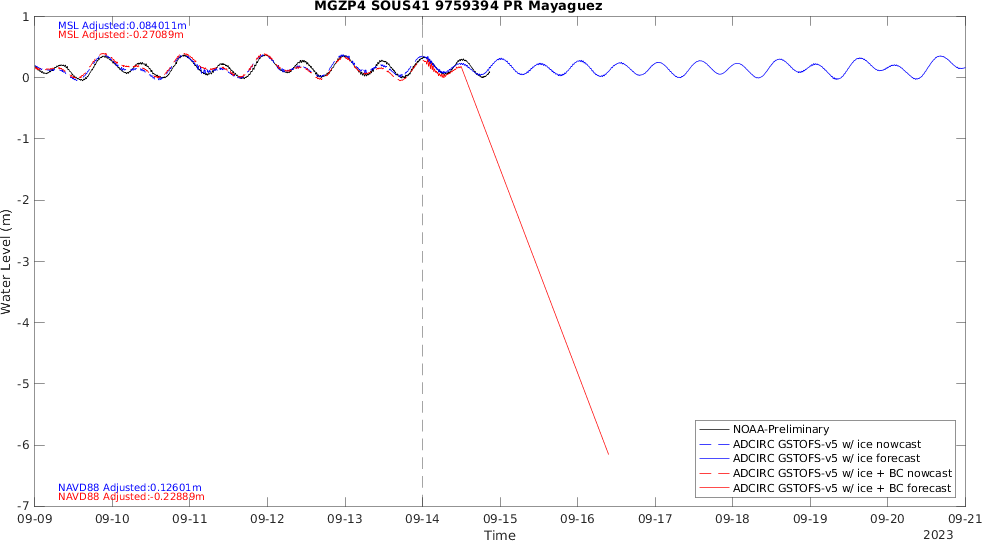 MGZP4 SOUS41 9759394 PR Mayaguez
MSL Adjusted:0.084011m
MSL Adjusted:-0.27089m
1
0
-1
-2
-3
-4
-5
-6
-7
Water Level (m)
NAVD88 Adjusted:0.12601m
NAVD88 Adjusted:-0.22889m
NOAA-Preliminary
ADCIRC GSTOFS-v5 w/ ice nowcast
ADCIRC GSTOFS-v5 w/ ice forecast
ADCIRC GSTOFS-v5 w/ ice + BC nowcast
ADCIRC GSTOFS-v5 w/ ice + BC forecast
09-09 09-10 09-11 09-12 09-13 09-14 09-15 09-16 09-17 09-18 09-19 09-20 09-21
Time
2023